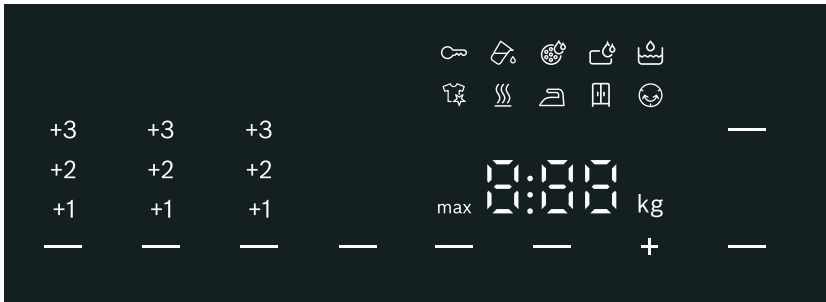 +3 +3 +3
+2 +2 +2
8:88
+1 +1 +1 max kg
+